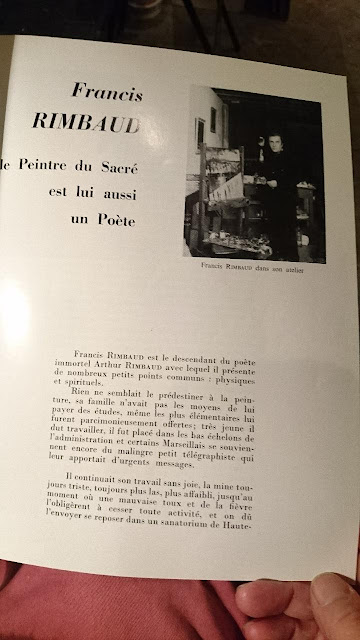 Francis
RIMBAUD
le Peintre du Sacré
est lui aussi
un Poète
Francis RIMBAUD dans son atelier
Francis RIMBAUD est le descendant du poète
immortel Arthur RIMBAUD avec lequel il présente
de nombreux petits points communs : physiques
et spirituels.
Rien ne semblait le prédestiner à la pein-
ture, sa famille n'avait pas les moyens de lui
payer des études, même les plus élémentaires lui
furent parcimonieusement offertes ; très jeune il
dut travailler, il fut placé dans les bas échelons de
l'administration et certains Marseillais se souvien-
nent encore du malingre petit télégraphiste qui
leur apportait d'urgents messages.
Il continuait son travail sans joie, la mine tou-
jours triste, toujours plus las, plus affaibli, jusqu'au
moment où une mauvaise toux et de la fièvre
l'obligèrent à cesser toute activité, et on dû
l'envoyer se reposer dans un sanatorium de Haute-